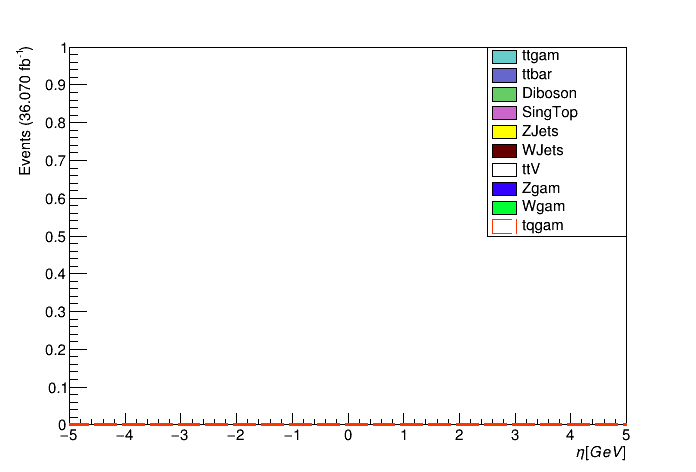 Events (36.070 fb⁻¹)
1
0.9
0.8
0.7
0.6
0.5
0.4
0.3
0.2
0.1
0
ttgam
ttbar
Diboson
SingTop
ZJets
WJets
ttV
Zgam
Wgam
tqgam
−5 −4 −3 −2 −1 0 1 2 3 4 5
η[GeV]